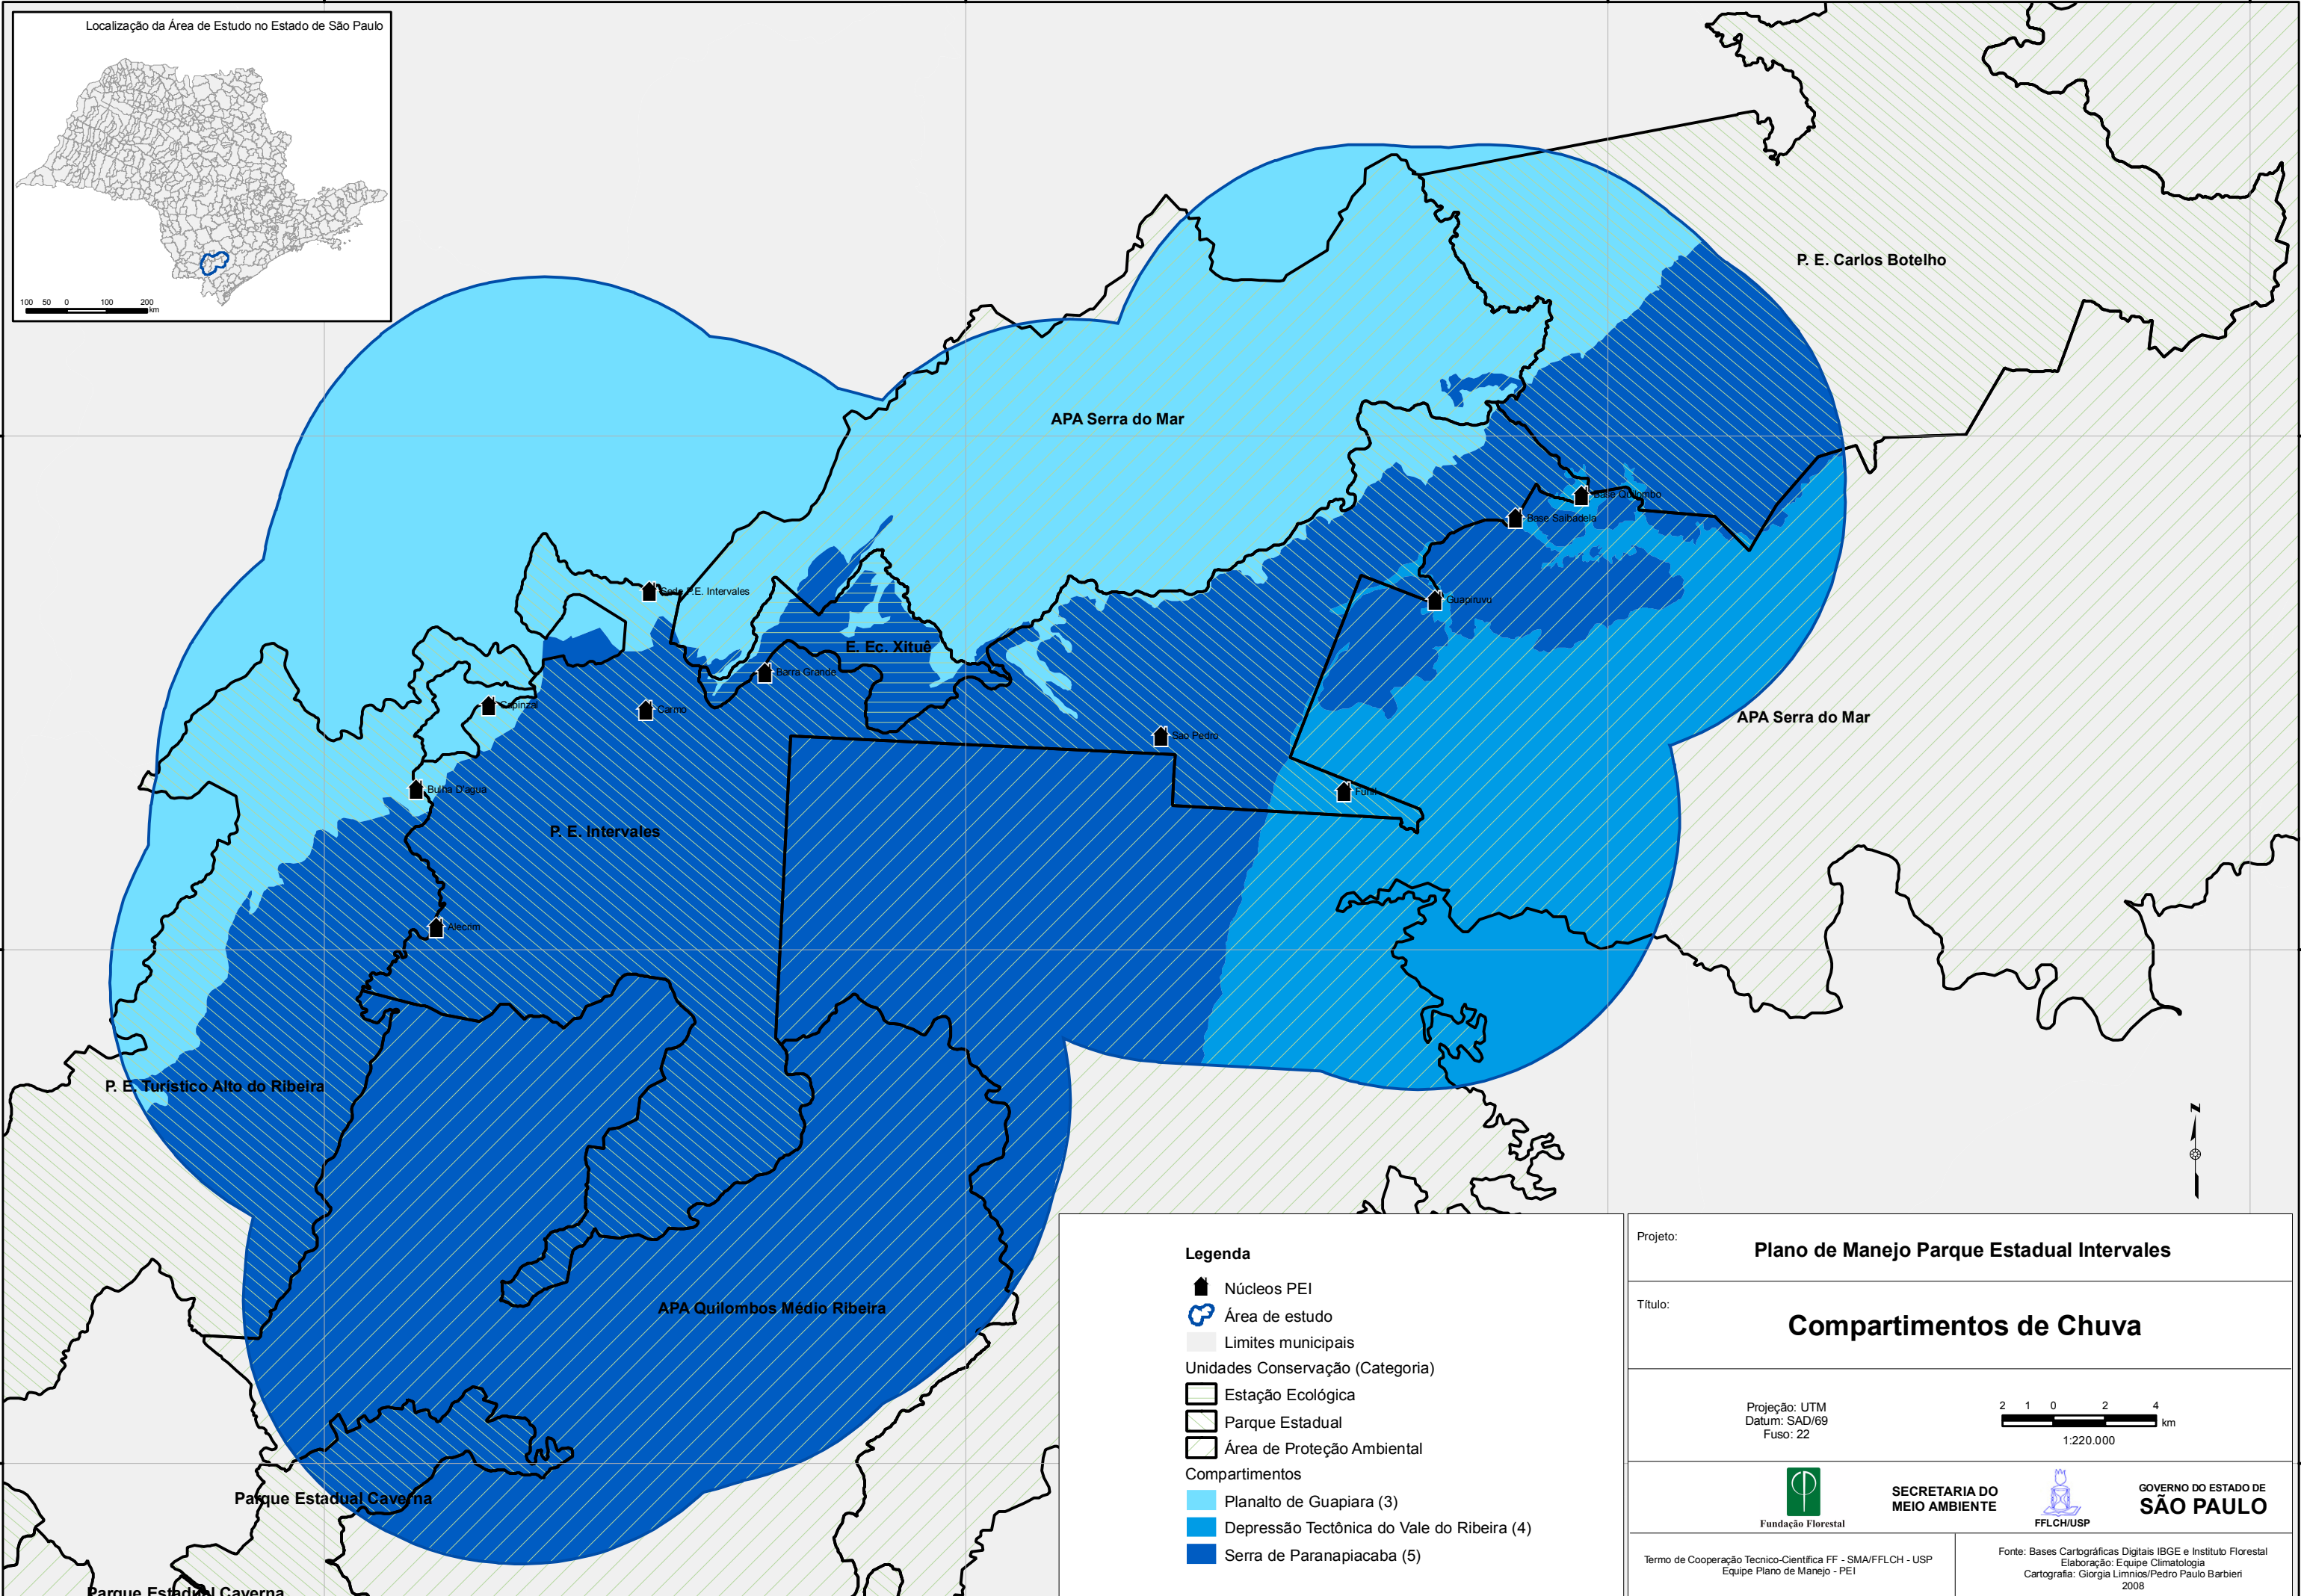 Localização da Área de Estudo no Estado de São Paulo
100 50 0 100 200 km
P. E. Carlos Botelho
APA Serra do Mar
Base Quilombo
Base Saibadela
Sede P.E. Intervales
Guapiruvu
E. Ec. Xituê
Barra Grande
Capinzal
Carmo
APA Serra do Mar
Sao Pedro
Bulha D'agua
Funil
P. E. Intervales
Alecrim
P. E. Turístico Alto do Ribeira
N
APA Quilombos Médio Ribeira
Parque Estadual Caverna
Parque Estadual Caverna
Legenda
Núcleos PEI
Área de estudo
Limites municipais
Unidades Conservação (Categoria)
Estação Ecológica
Parque Estadual
Área de Proteção Ambiental
Compartimentos
Planalto de Guapiara (3)
Depressão Tectônica do Vale do Ribeira (4)
Serra de Paranapiacaba (5)
Projeto:
Plano de Manejo Parque Estadual Intervales
Título:
Compartimentos de Chuva
Projeção: UTM
Datum: SAD/69
Fuso: 22
2 1 0 2 4
km
1:220.000
Fundação Florestal
SECRETARIA DO
MEIO AMBIENTE
FFLCH/USP
GOVERNO DO ESTADO DE
SÃO PAULO
Termo de Cooperação Tecnico-Científica FF - SMA/FFLCH - USP
Equipe Plano de Manejo - PEI
Fonte: Bases Cartográficas Digitais IBGE e Instituto Florestal
Elaboração: Equipe Climatologia
Cartografia: Giorgia Limnios/Pedro Paulo Barbieri
2008